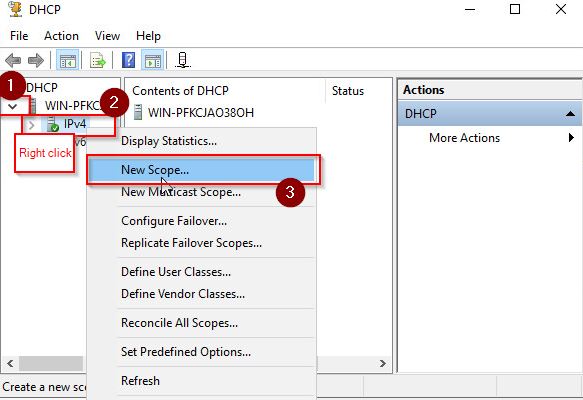 DHCP
File Action View Help
1
DHCP
WIN-PFKC
2
IPv4
v6
Right click
Contents of DHCP Status
WIN-PFKCJAO38OH
Display Statistics...
New Scope...
New Multicast Scope...
3
Configure Failover...
Replicate Failover Scopes...
Define User Classes...
Define Vendor Classes...
Reconcile All Scopes...
Set Predefined Options...
Refresh
Actions
DHCP
More Actions
Create a new sc